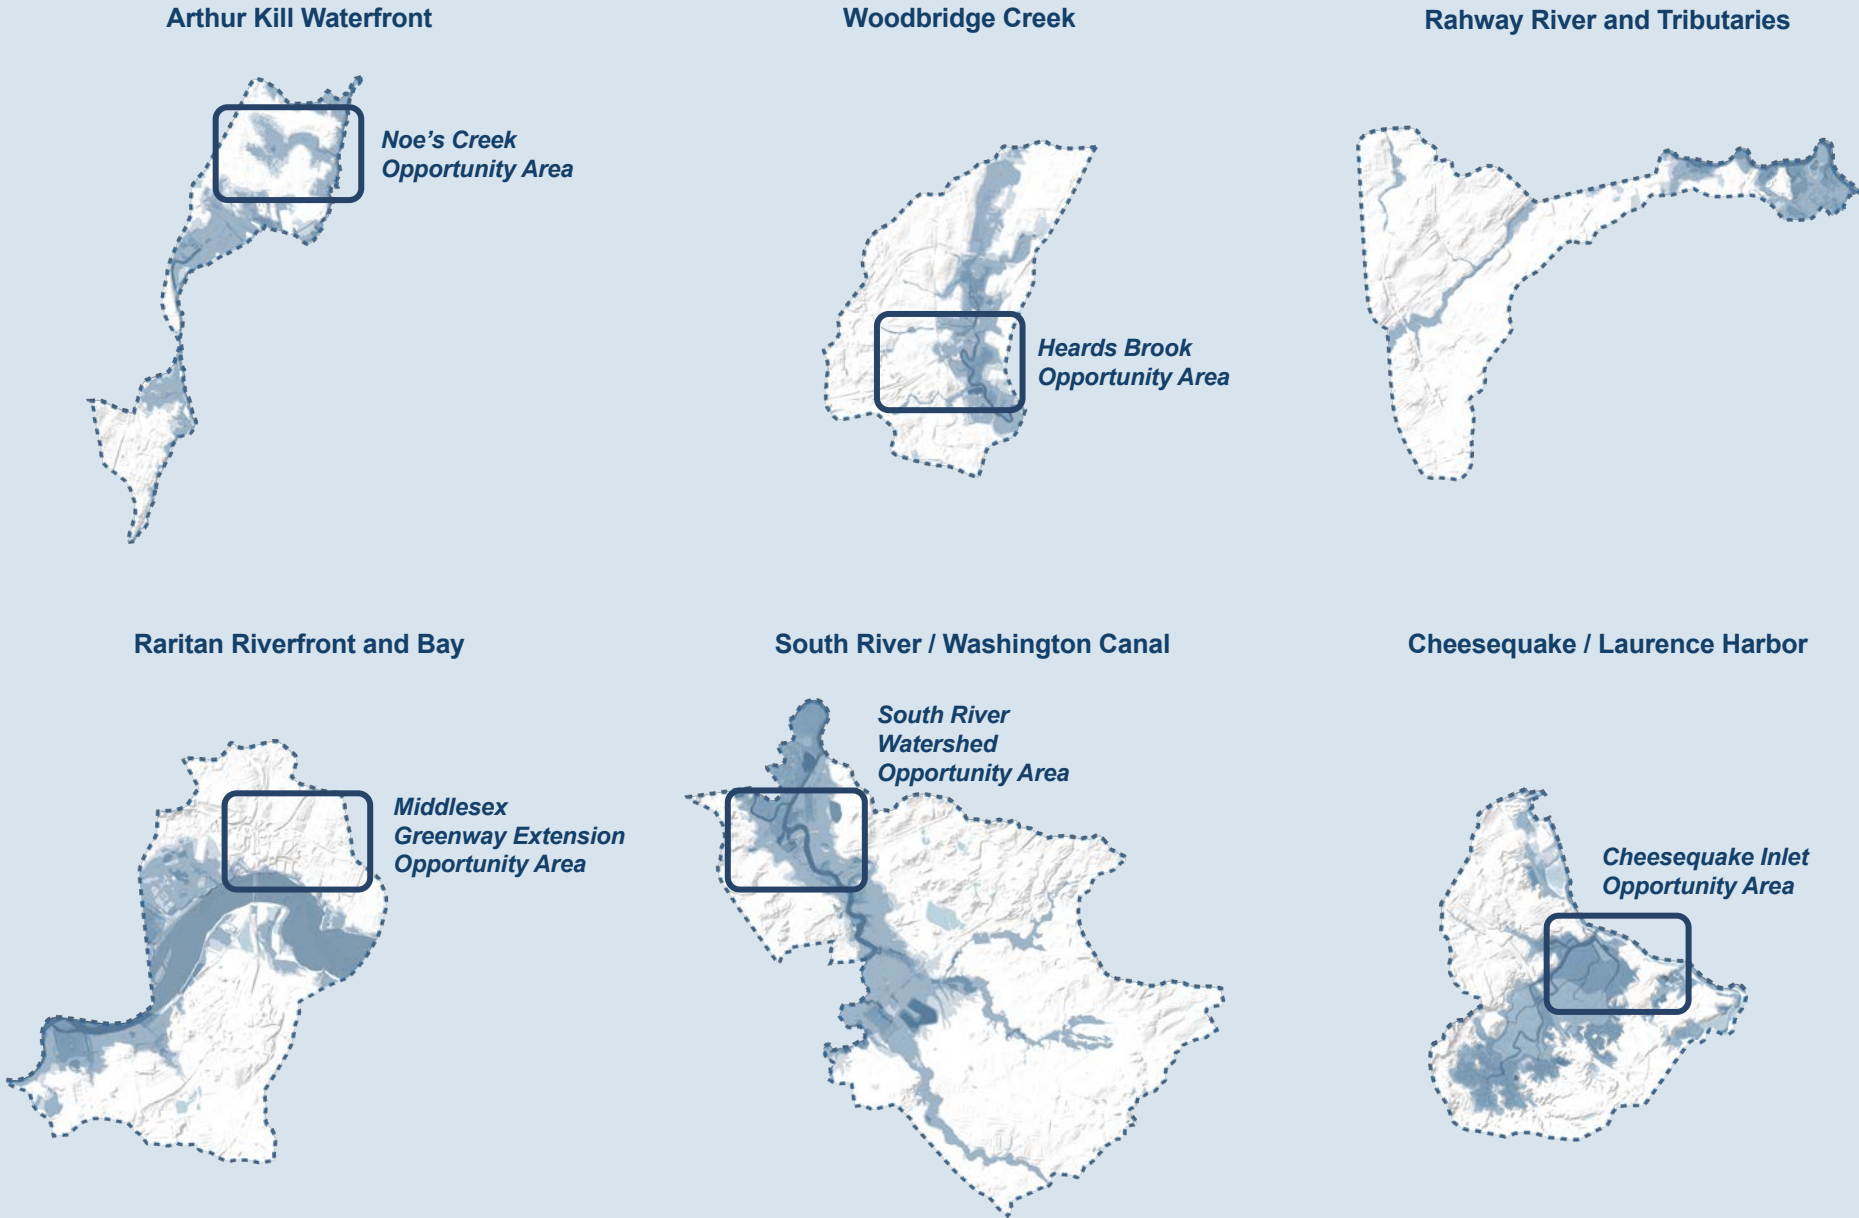 Arthur Kill Waterfront
Woodbridge Creek
Rahway River and Tributaries
Noe’s Creek
Opportunity Area
Heards Brook
Opportunity Area
Raritan Riverfront and Bay
South River / Washington Canal
Cheesequake / Laurence Harbor
Middlesex
Greenway Extension
Opportunity Area
South River
Watershed
Opportunity Area
Cheesequake Inlet
Opportunity Area